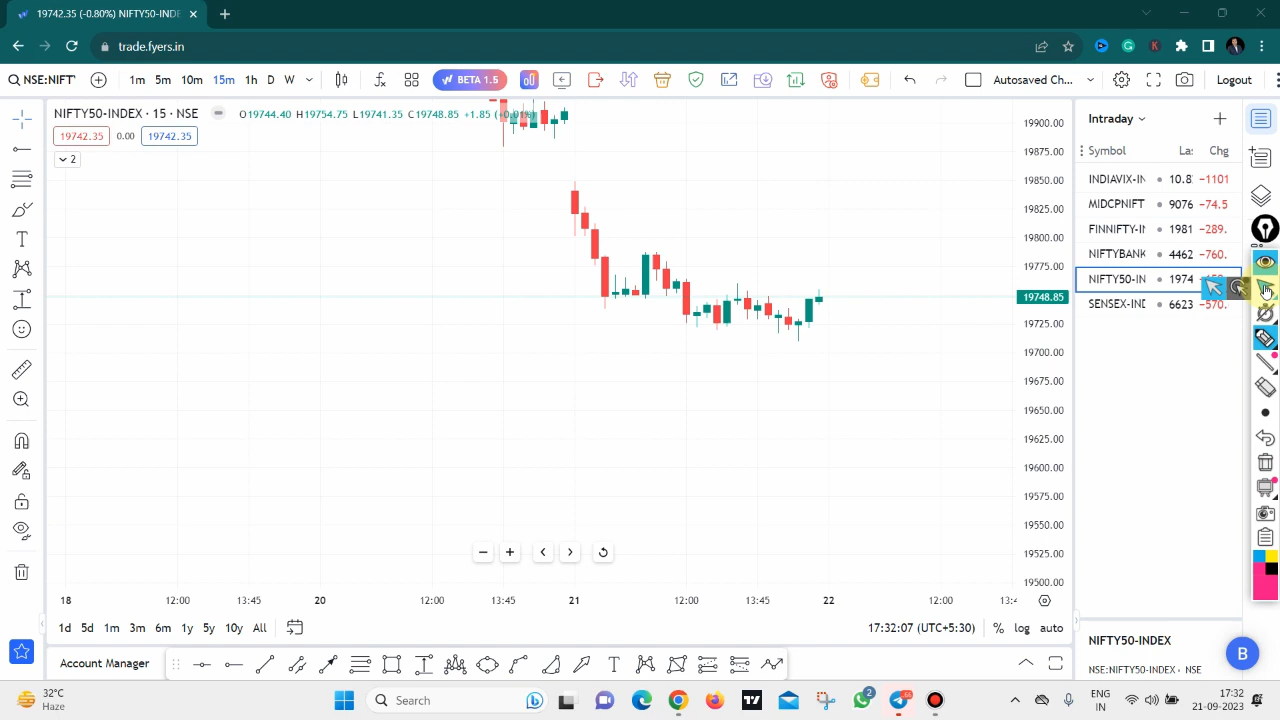 19742.35 (-0.80%) NIFTY50-INDE
trade.fyers.in
NSE:NIFT
1m 5m 10m 15m 1h D W
BETA 1.5
Autosaved Ch...
Logout
NIFTY50-INDEX · 15 · NSE
O19744.40 H19754.75 L19741.35 C19748.85 +1.85 (+0.01%)
19742.35 0.00 19742.35
2
19900.00
19875.00
19850.00
19825.00
19800.00
19775.00
19748.85
19725.00
19700.00
19675.00
19650.00
19625.00
19600.00
19575.00
19550.00
19525.00
19500.00
18 12:00 13:45 20 12:00 13:45 21 12:00 13:45 22 12:00 13:4
Intraday
Symbol La: Chg
INDIAVIX-IN 10.8 −1101
MIDCPNIFT 9076 −74.5
FINNIFTY-I 1981 −289.
NIFTYBANK 4462 −760.
NIFTY50-IN 1974
SENSEX-IND 6623 −570.
NIFTY50-INDEX
NSE:NIFTY50-INDEX • NSE
1d 5d 1m 3m 6m 1y 5y 10y All
17:32:07 (UTC+5:30) % log auto
Account Manager
B
32°C
Haze
Search
2
ENG
IN
17:32
21-09-2023